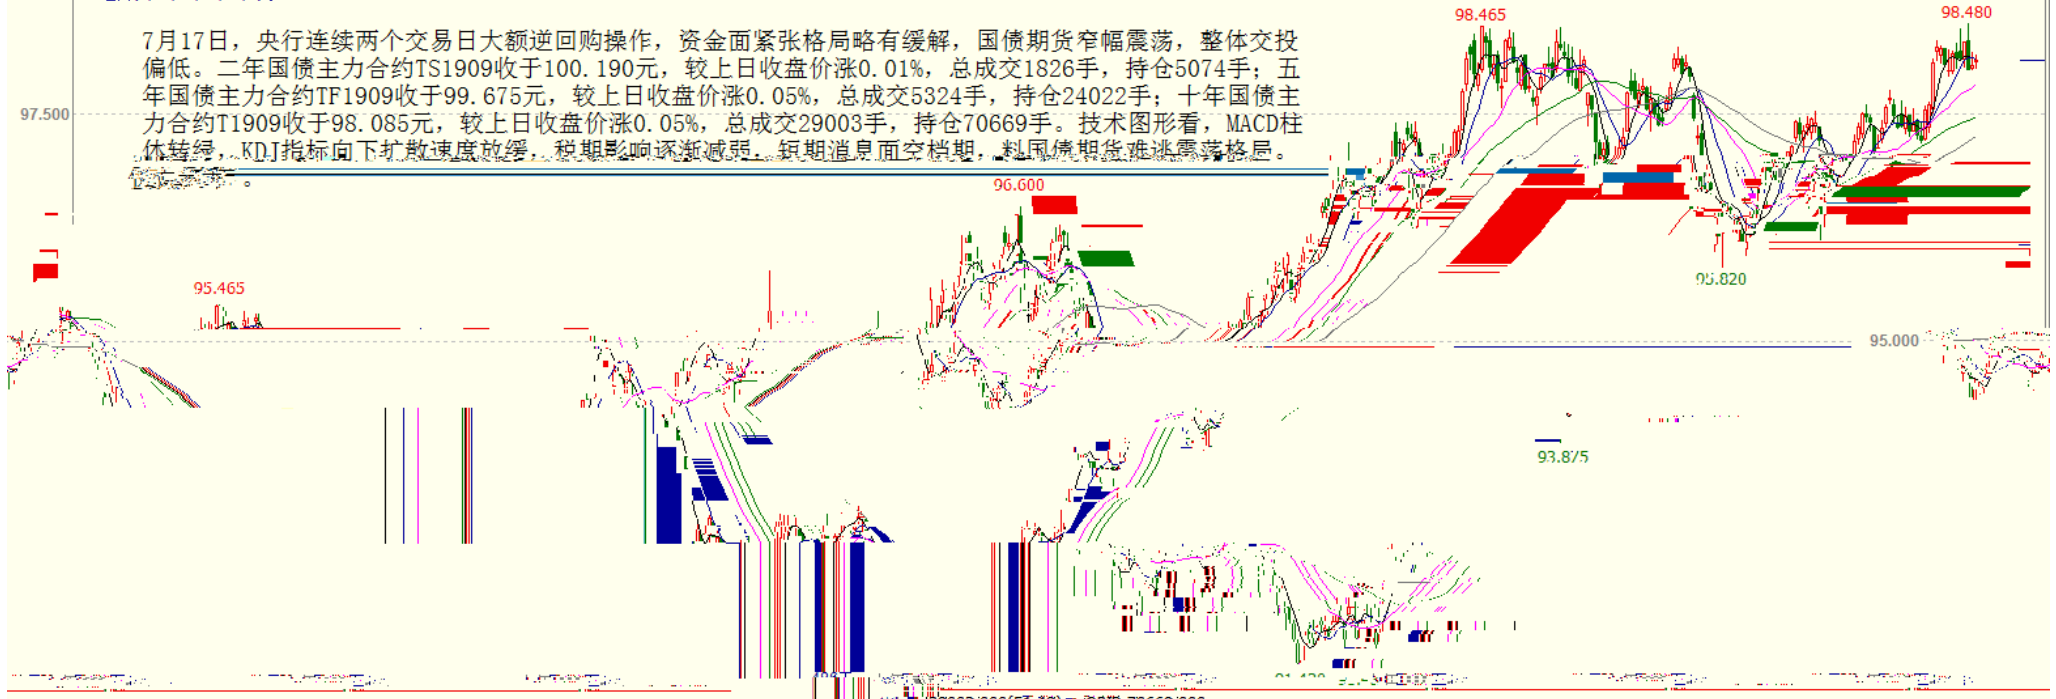 98.465
98.480
7月17日，央行连续两个交易日大额逆回购操作，资金面紧张格局略有缓解，国债期货窄幅震荡，整体交投
偏低。二年国债主力合约TS1909收于100.190元，较上日收盘价涨0.01%，总成交1826手，持仓5074手；五
年国债主力合约TF1909收于99.675元，较上日收盘价涨0.05%，总成交5324手，持仓24022手；十年国债主
97.500
力合约T1909收于98.085元，较上日收盘价涨0.05%，总成交29003手，持仓70669手。技术图形看，MACD柱
体转绿，KDJ指标向下扩散速度放缓，税期影响逐渐减弱，短期消息面空档期，料国债期货难逃震荡格局。
96.600
95.820
95.465
95.000
93.875